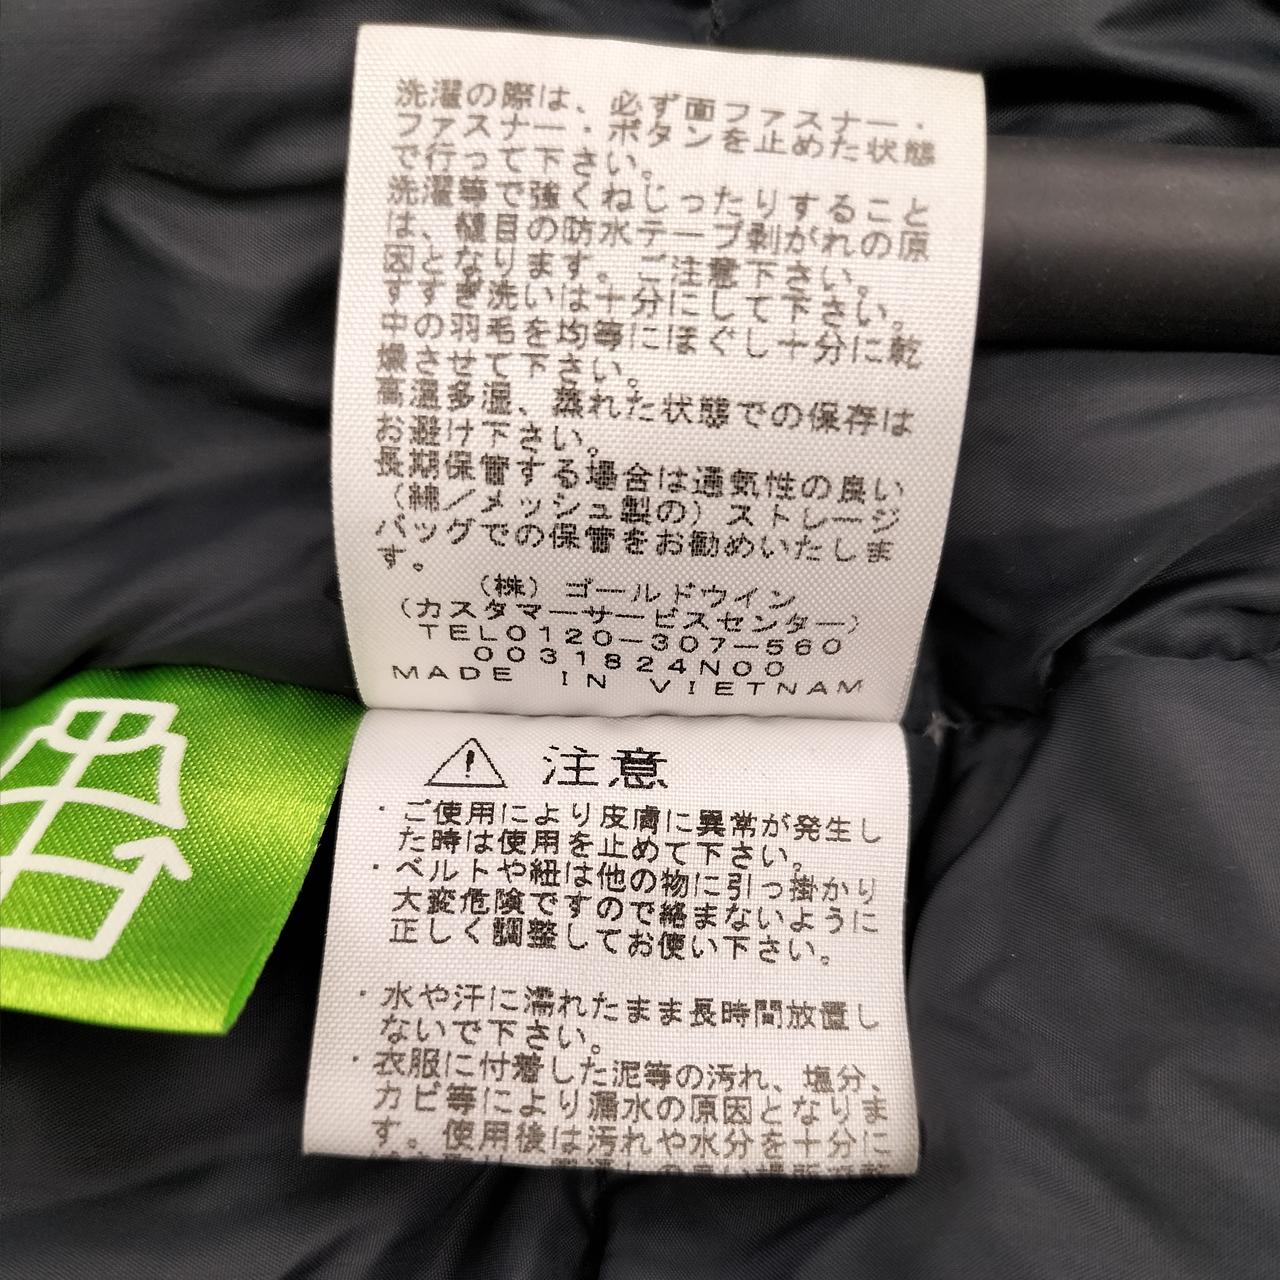 洗濯の際は、必ず面ファスナー・
ファスナー・ボタンを止めた状態
で行って下さい。
洗濯等で強くねじったりすること
は、縫目の防水テープ剥がれの原
因となります。ご注意下さい。
すすぎ洗いは十分にして下さい。
中の羽毛を均等にほぐし十分に乾
燥させて下さい。
高温多湿、蒸れた状態での保存は
お避け下さい。
長期保管する場合は通気性の良い
(綿/メッシュ製の)ストレージ
バッグでの保管をお勧めいたしま
す。
(株)ゴールドウイン
(カスタマーサービスセンター)
TEL0120-307-560
0031824N00
MADE IN VIETNAM
注意
・ご使用により皮膚に異常が発生し
た時は使用を止めて下さい。
・ベルトや紐は他の物に引っ掛かり
大変危険ですので絡まないように
正しく調整してお使い下さい。
・水や汗に濡れたまま長時間放置し
ないで下さい。
・衣服に付着した泥等の汚れ、塩分、
カビ等により漏水の原因となりま
す。使用後は汚れや水分を十分に